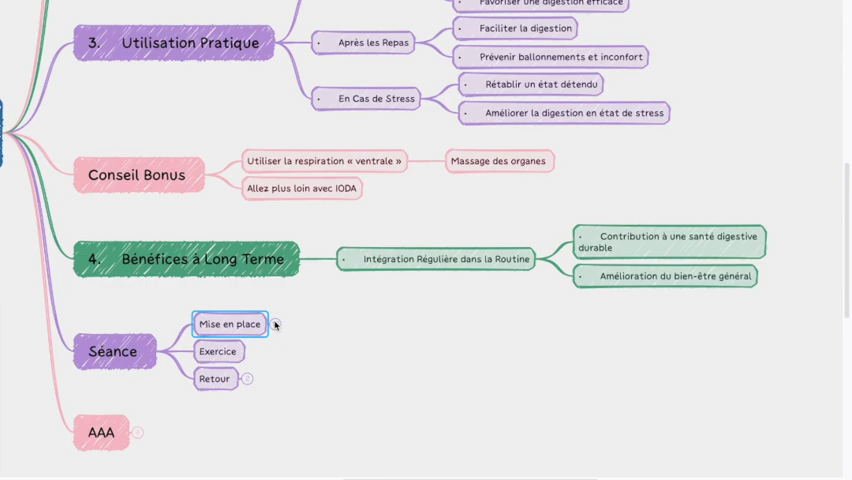 Favoriser une digestion efficace
3. Utilisation Pratique
• Après les Repas
• Faciliter la digestion
• Prévenir ballonnements et inconfort
• En Cas de Stress
• Rétablir un état détendu
• Améliorer la digestion en état de stress
Conseil Bonus
Utiliser la respiration « ventrale »
Massage des organes
Allez plus loin avec IODA
4. Bénéfices à Long Terme
• Intégration Régulière dans la Routine
• Contribution à une santé digestive
durable
• Amélioration du bien-être général
Séance
Mise en place
Exercice
Retour
AAA